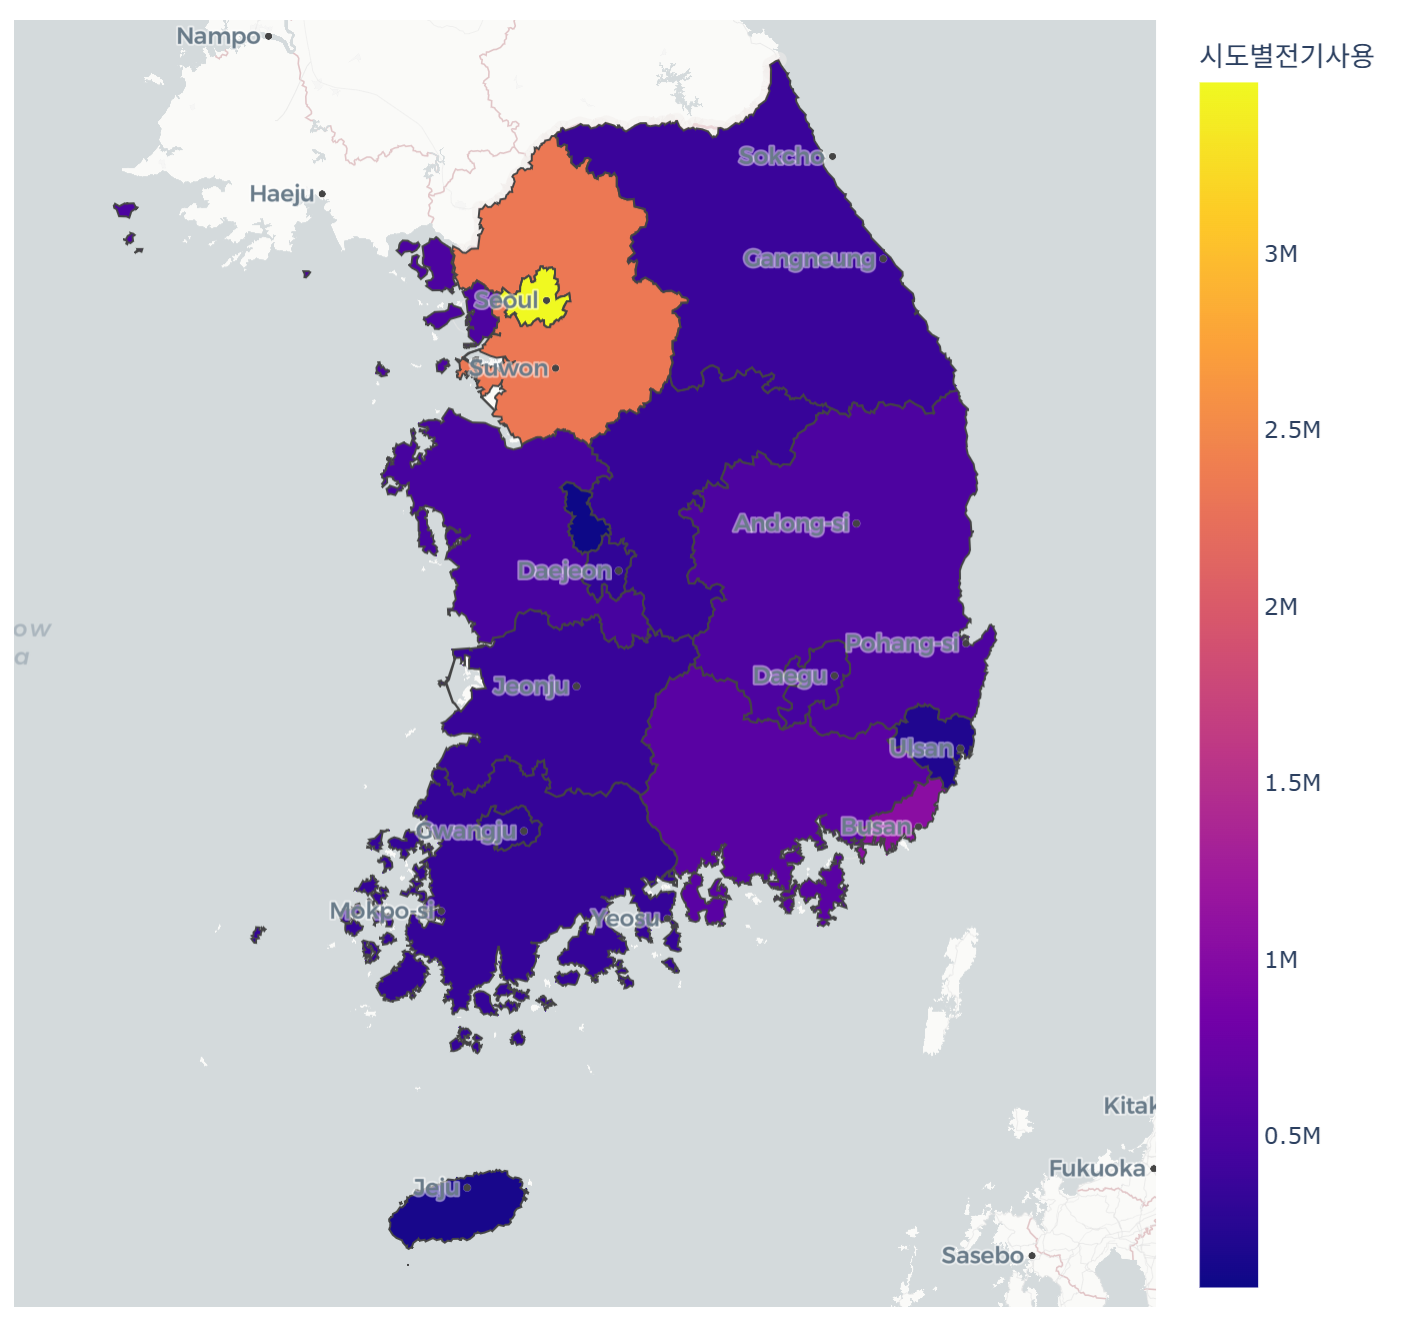 시도별전기사용
Nampo
Sokcho
Haeju
Gangneung
3M
Seoul
Suwon
2.5M
Andong-si
Daejeon
2M
ow
a
Pohang-si
Daegu
Jeonju
Ulsan
1.5M
Busan
Gwangju
Mokpo-si
Yeosu
1M
Kitak
0.5M
Fukuoka
Jeju
Sasebo